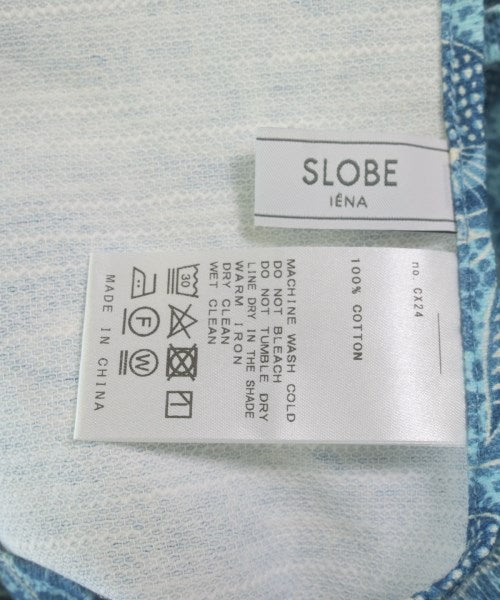 SLOBE
IÉNA
no. CX24
100% COTTON
MACHINE WASH COLD
DO NOT BLEACH
DO NOT TUMBLE DRY
LINE DRY IN THE SHADE
WARM IRON
DRY CLEAN
WET CLEAN
30
F
W
MADE IN CHINA